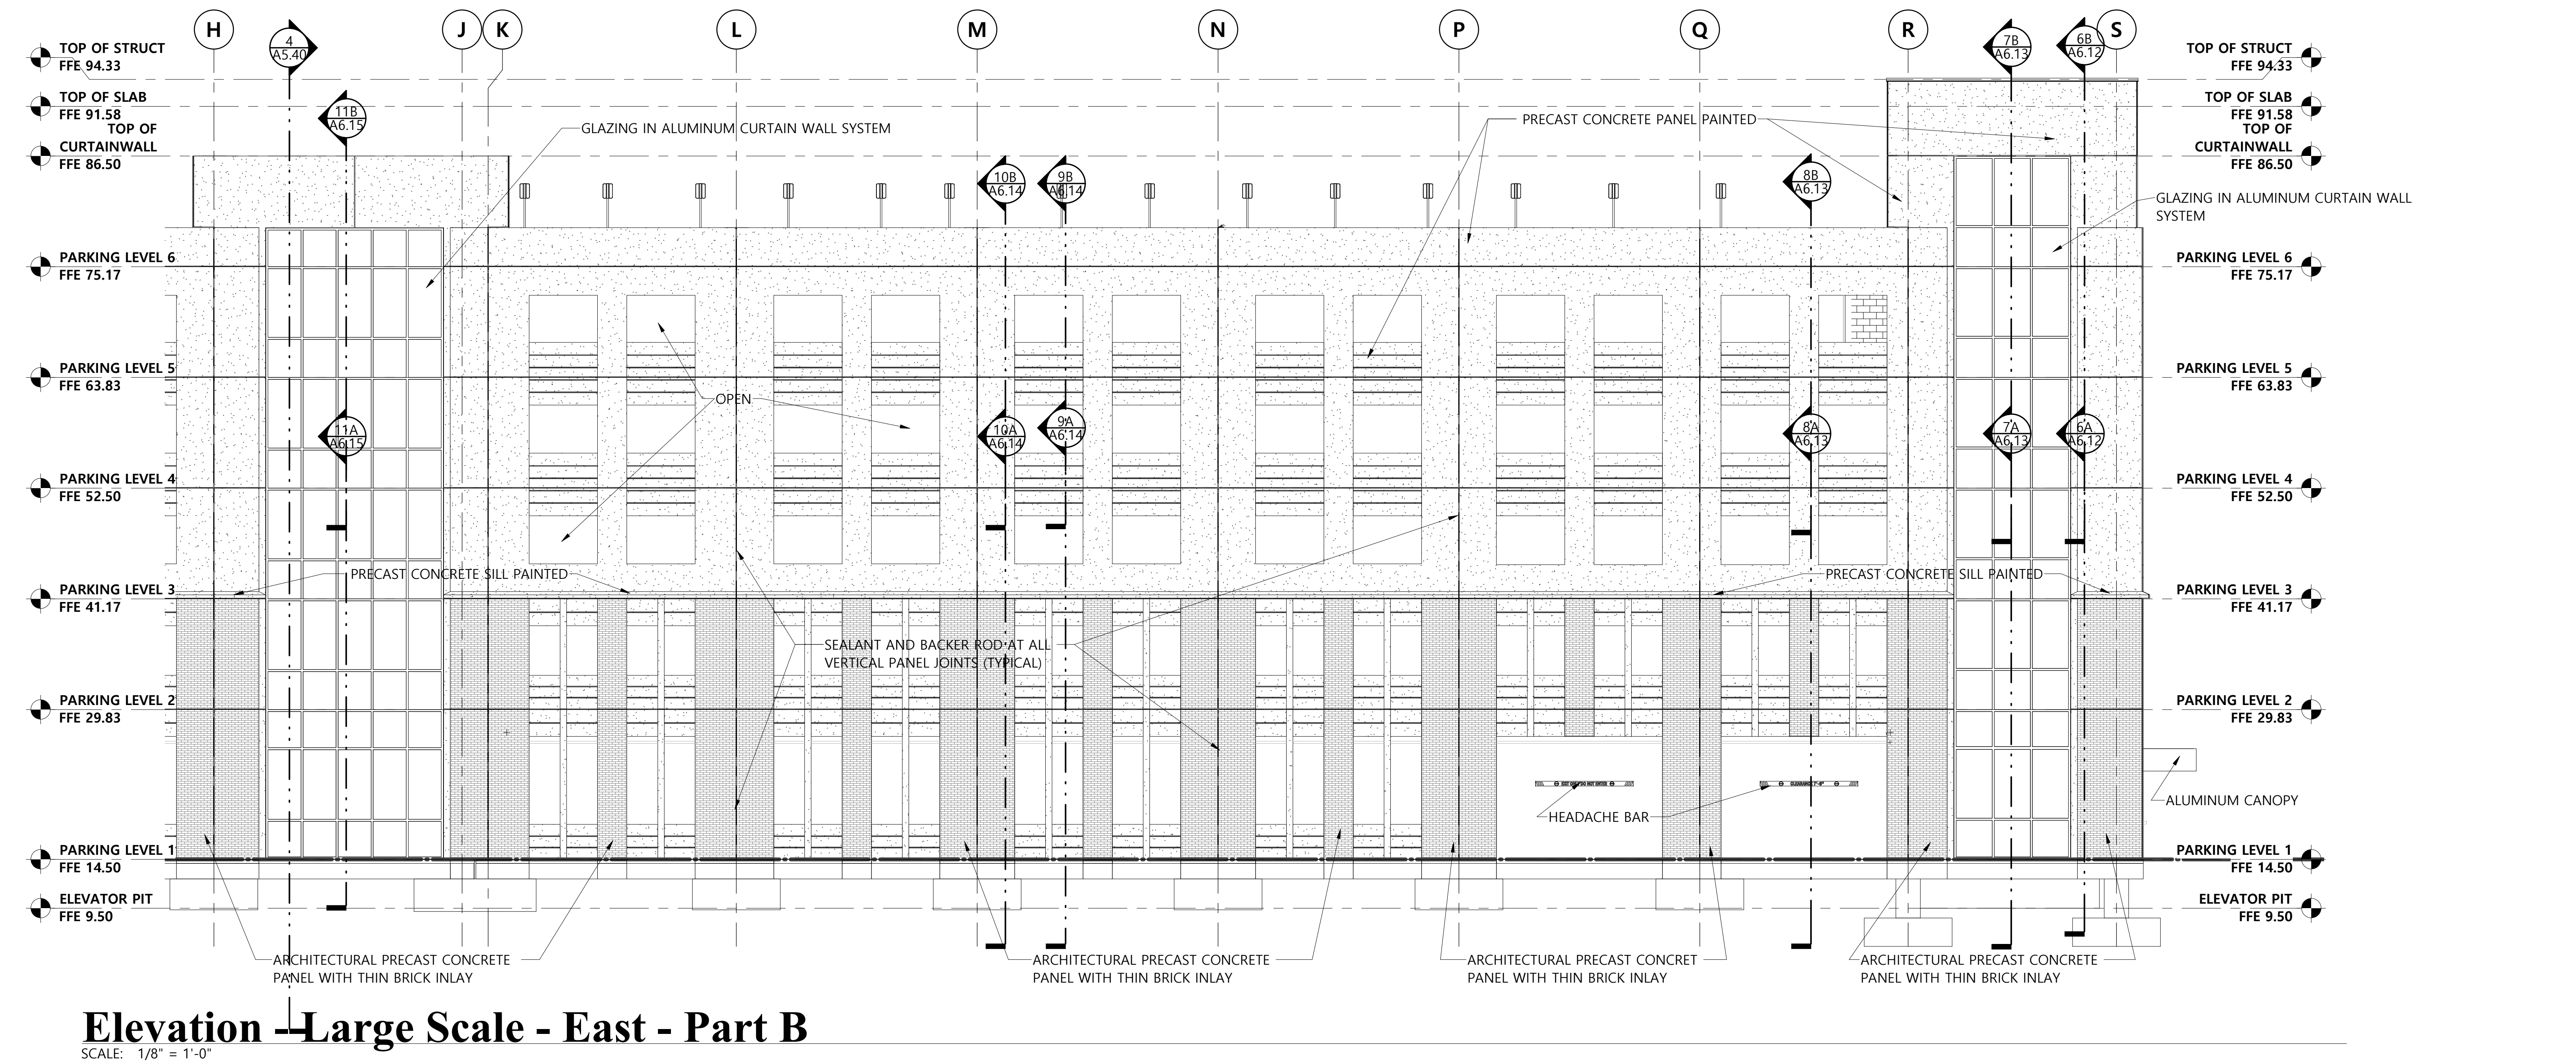 H
J
K
L
M
N
P
Q
R
S
4
A5.40
7B
A6.13
6B
A6.12
TOP OF STRUCT
FFE 94.33
TOP OF STRUCT
FFE 94.33
TOP OF SLAB
FFE 91.58
TOP OF SLAB
FFE 91.58
11B
A6.15
GLAZING IN ALUMINUM CURTAIN WALL SYSTEM
PRECAST CONCRETE PANEL PAINTED
TOP OF
CURTAINWALL
FFE 86.50
TOP OF
CURTAINWALL
FFE 86.50
10B
A6.14
9B
A6.14
8B
A6.13
GLAZING IN ALUMINUM CURTAIN WALL
SYSTEM
PARKING LEVEL 6
FFE 75.17
PARKING LEVEL 6
FFE 75.17
PARKING LEVEL 5
FFE 63.83
PARKING LEVEL 5
FFE 63.83
OPEN
11A
A6.15
10A
A6.14
9A
A6.14
8A
A6.13
7A
A6.13
6A
A6.12
PARKING LEVEL 4
FFE 52.50
PARKING LEVEL 4
FFE 52.50
PRECAST CONCRETE SILL PAINTED
PRECAST CONCRETE SILL PAINTED
PARKING LEVEL 3
FFE 41.17
PARKING LEVEL 3
FFE 41.17
SEALANT AND BACKER ROD AT ALL
VERTICAL PANEL JOINTS (TYPICAL)
PARKING LEVEL 2
FFE 29.83
PARKING LEVEL 2
FFE 29.83
CLEARANCE 7'-0"
HEADACHE BAR
ALUMINUM CANOPY
PARKING LEVEL 1
FFE 14.50
PARKING LEVEL 1
FFE 14.50
ELEVATOR PIT
FFE 9.50
ELEVATOR PIT
FFE 9.50
ARCHITECTURAL PRECAST CONCRETE
PANEL WITH THIN BRICK INLAY
ARCHITECTURAL PRECAST CONCRETE
PANEL WITH THIN BRICK INLAY
ARCHITECTURAL PRECAST CONCRET
PANEL WITH THIN BRICK INLAY
ARCHITECTURAL PRECAST CONCRETE
PANEL WITH THIN BRICK INLAY
Elevation - Large Scale - East - Part B
SCALE: 1/8" = 1'-0"